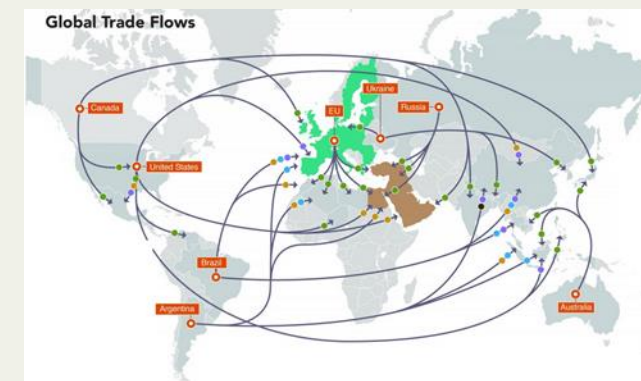 Global Trade Flows
Ukraine
EU
Russia
Canada
United States
Brazil
Argentina
Australia